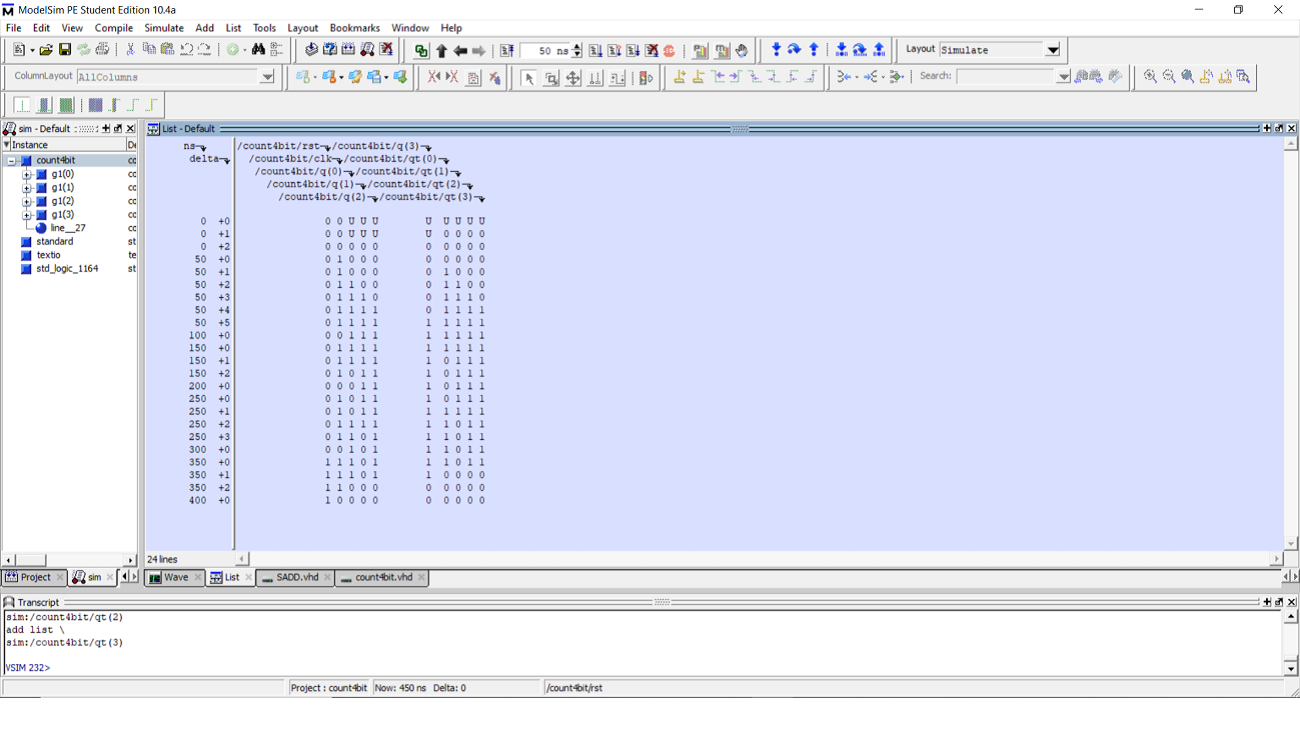 ModelSim PE Student Edition 10.4a
File Edit View Compile Simulate Add List Tools Layout Bookmarks Window Help
50 ns
Layout Simulate
ColumnLayout AllColumns
Search:
sim - Default
Instance De
count4bit cc
g1(0) cc
g1(1) cc
g1(2) cc
g1(3) cc
line__27 cc
standard st
textio te
std_logic_1164 st
List - Default
ns /count4bit/rst /count4bit/q(3)
delta /count4bit/clk /count4bit/qt(0)
/count4bit/q(0) /count4bit/qt(1)
/count4bit/q(1) /count4bit/qt(2)
/count4bit/q(2) /count4bit/qt(3)
0 +0 0 0 U U U U U U U U
0 +1 0 0 U U U U 0 0 0 0
0 +2 0 0 0 0 0 0 0 0 0 0
50 +0 0 1 0 0 0 0 0 0 0 0
50 +1 0 1 0 0 0 0 1 0 0 0
50 +2 0 1 1 0 0 0 1 1 0 0
50 +3 0 1 1 1 0 0 1 1 1 0
50 +4 0 1 1 1 1 0 1 1 1 1
50 +5 0 1 1 1 1 1 1 1 1 1
100 +0 0 0 1 1 1 1 1 1 1 1
150 +0 0 1 1 1 1 1 1 1 1 1
150 +1 0 1 1 1 1 1 0 1 1 1
150 +2 0 1 0 1 1 1 0 1 1 1
200 +0 0 0 0 1 1 1 0 1 1 1
250 +0 0 1 0 1 1 1 0 1 1 1
250 +1 0 1 0 1 1 1 1 1 1 1
250 +2 0 1 1 1 1 1 1 0 1 1
250 +3 0 1 1 0 1 1 1 0 1 1
300 +0 0 0 1 0 1 1 1 0 1 1
350 +0 1 1 1 0 1 1 1 0 1 1
350 +1 1 1 1 0 1 1 0 0 0 0
350 +2 1 1 0 0 0 0 0 0 0 0
400 +0 1 0 0 0 0 0 0 0 0 0
24 lines
Project sim
Wave List SADD.vhd count4bit.vhd
Transcript
sim:/count4bit/qt(2)
add list \
sim:/count4bit/qt(3)
VSIM 232>
Project : count4bit Now: 450 ns Delta: 0 /count4bit/rst